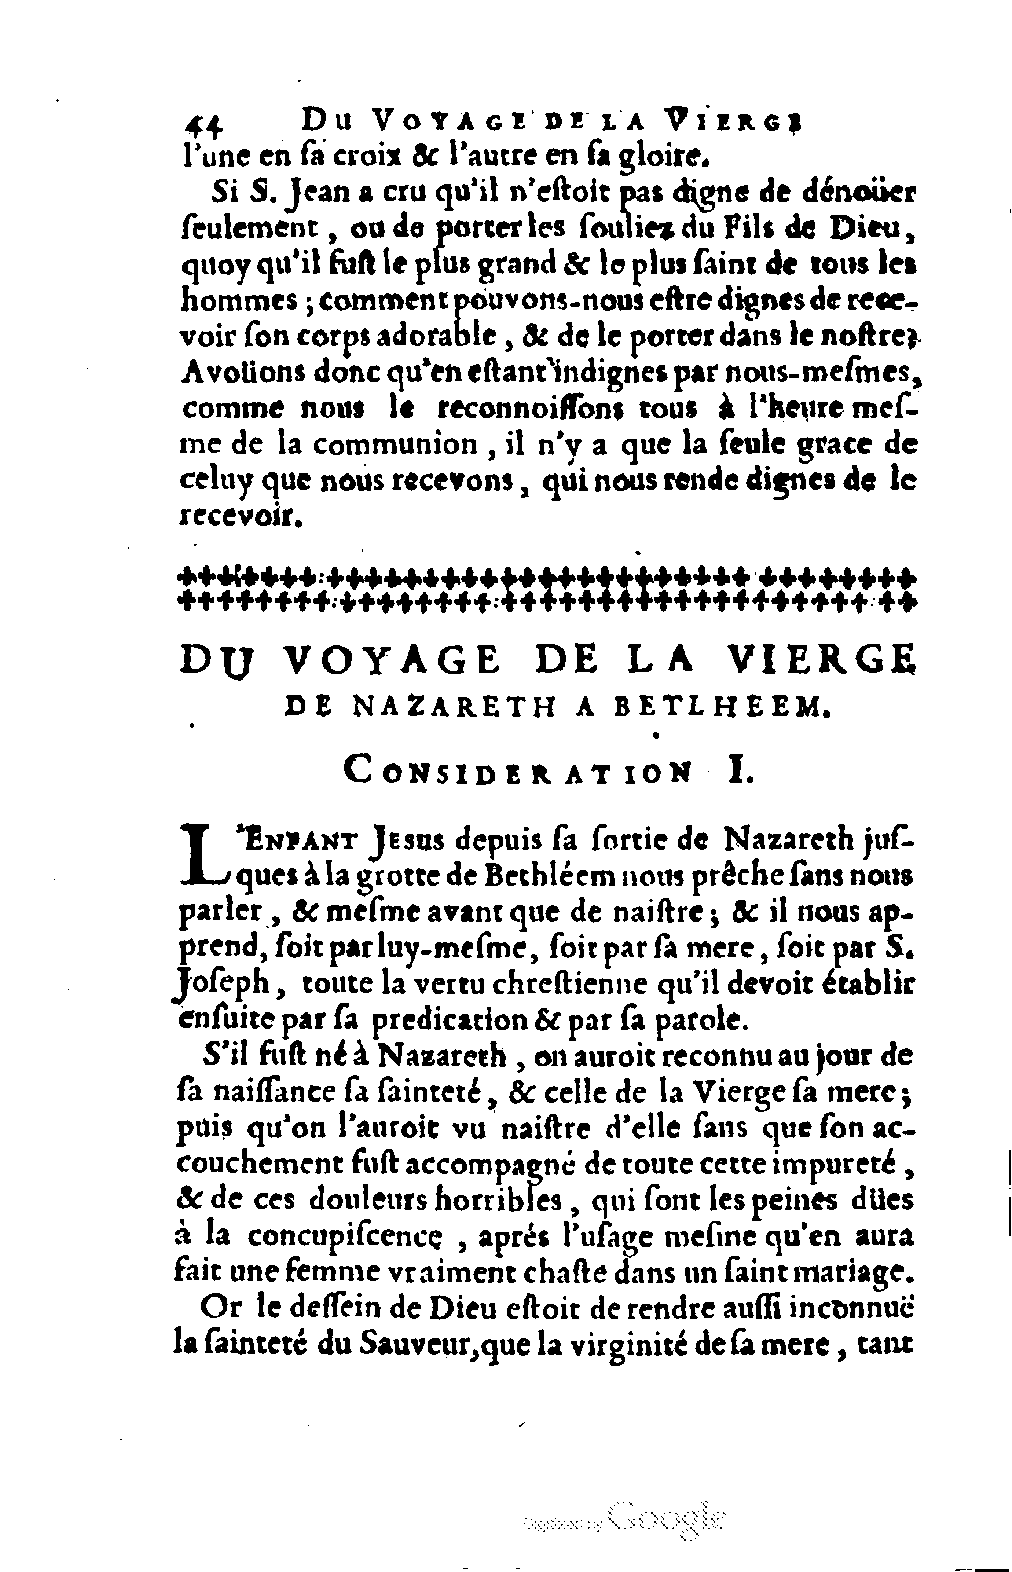 44 DU VOYAGE DE LA VIERGE
l'une en ſa croix & l'autre en ſa gloire.
Si S. Jean a cru qu'il n'eſtoit pas digne de dénoüer
ſeulement, ou de porter les ſouliez du Fils de Dieu,
quoy qu'il fuſt le plus grand & le plus ſaint de tous les
hommes ; comment pouvons-nous eſtre dignes de rece-
voir ſon corps adorable, & de le porter dans le noſtre?
Avoüons donc qu'en eſtant indignes par nous-meſmes,
comme nous le reconnoiſſons tous à l'heure meſ-
me de la communion, il n'y a que la ſeule grace de
celuy que nous recevons, qui nous rende dignes de le
recevoir.
DU VOYAGE DE LA VIERGE
DE NAZARETH A BETLHEEM.
CONSIDERATION I.
L'ENFANT JESUS depuis ſa ſortie de Nazareth juſ-
ques à la grotte de Bethléem nous prêche ſans nous
parler, & meſme avant que de naiſtre; & il nous ap-
prend, ſoit par luy-meſme, ſoit par ſa mere, ſoit par S.
Joſeph, toute la vertu chreſtienne qu'il devoit établir
enſuite par ſa predication & par ſa parole.
S'il fuſt né à Nazareth, on auroit reconnu au jour de
ſa naiſſance ſa ſainteté, & celle de la Vierge ſa mere;
puis qu'on l'auroit vu naiſtre d'elle ſans que ſon ac-
couchement fuſt accompagné de toute cette impureté,
& de ces douleurs horribles, qui ſont les peines dües
à la concupiſcence, aprés l'uſage meſme qu'en aura
fait une femme vraiment chaſte dans un ſaint mariage.
Or le deſſein de Dieu eſtoit de rendre auſſi inconnuë
la ſainteté du Sauveur, que la virginité de ſa mere, tant
Digitized by Google